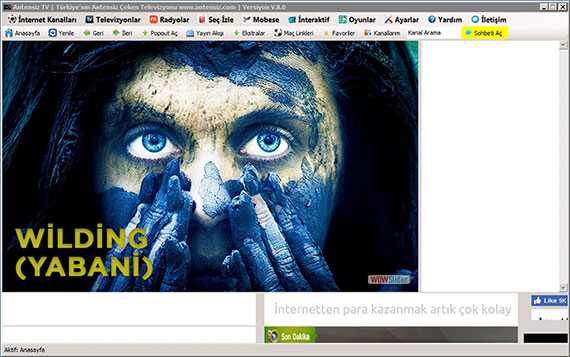 Antensiz TV | Türkiye'nin Antensiz Çeken Televizyonu www.antensiz.com | Versiyon V.8.0
İnternet Kanalları Televizyonlar Radyolar Seç-İzle Mobese İnteraktif Oyunlar Ayarlar Yardım İletişim
Anasayfa Yenile Geri İleri Popout Aç Yayın Akışı Ekstralar Maç Linkleri Favoriler Kanallarım Kanal Arama Sohbeti Aç
WİLDİNG
(YABANİ)
WOWSlider
İnternetten para kazanmak artık çok kolay
Like 9K
Son Dakika
Aktif: Anasayfa